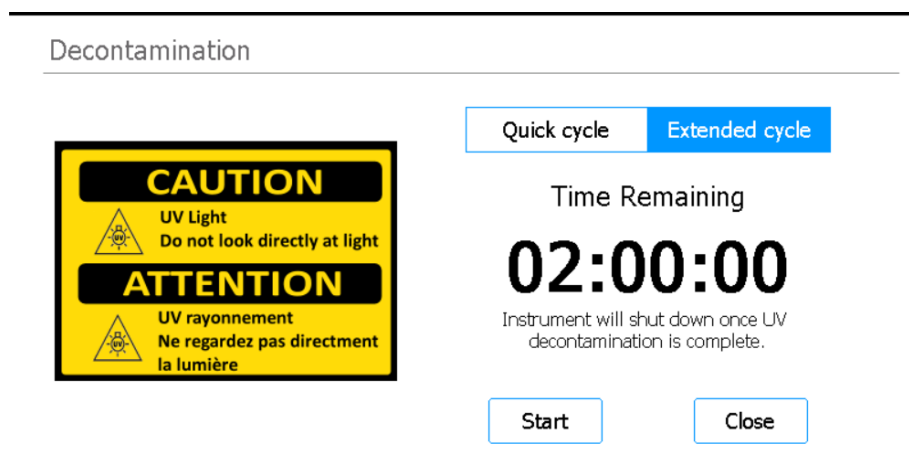 Decontamination
Quick cycle
Extended cycle
CAUTION
UV Light
UV
Do not look directly at light
ATTENTION
UV rayonnement
UV
Ne regardez pas directment
la lumière
Time Remaining
02:00:00
Instrument will shut down once UV
decontamination is complete.
Start
Close